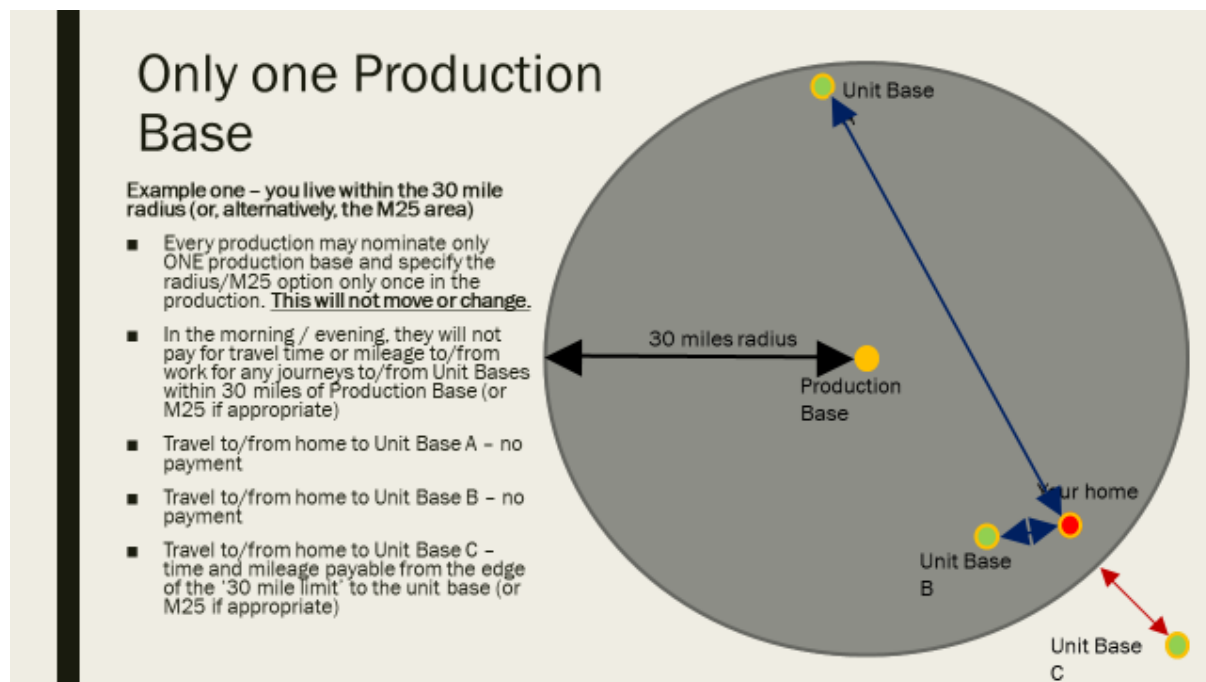 Only one Production
Base
Example one – you live within the 30 mile
radius (or, alternatively, the M25 area)
■ Every production may nominate only
ONE production base and specify the
radius/M25 option only once in the
production. This will not move or change.
■ In the morning / evening, they will not
pay for travel time or mileage to/from
work for any journeys to/from Unit Bases
within 30 miles of Production Base (or
M25 if appropriate)
■ Travel to/from home to Unit Base A – no
payment
■ Travel to/from home to Unit Base B – no
payment
■ Travel to/from home to Unit Base C –
time and mileage payable from the edge
of the ‘30 mile limit’ to the unit base (or
M25 if appropriate)
Unit Base
A
30 miles radius
Production
Base
Your home
Unit Base
B
Unit Base
C